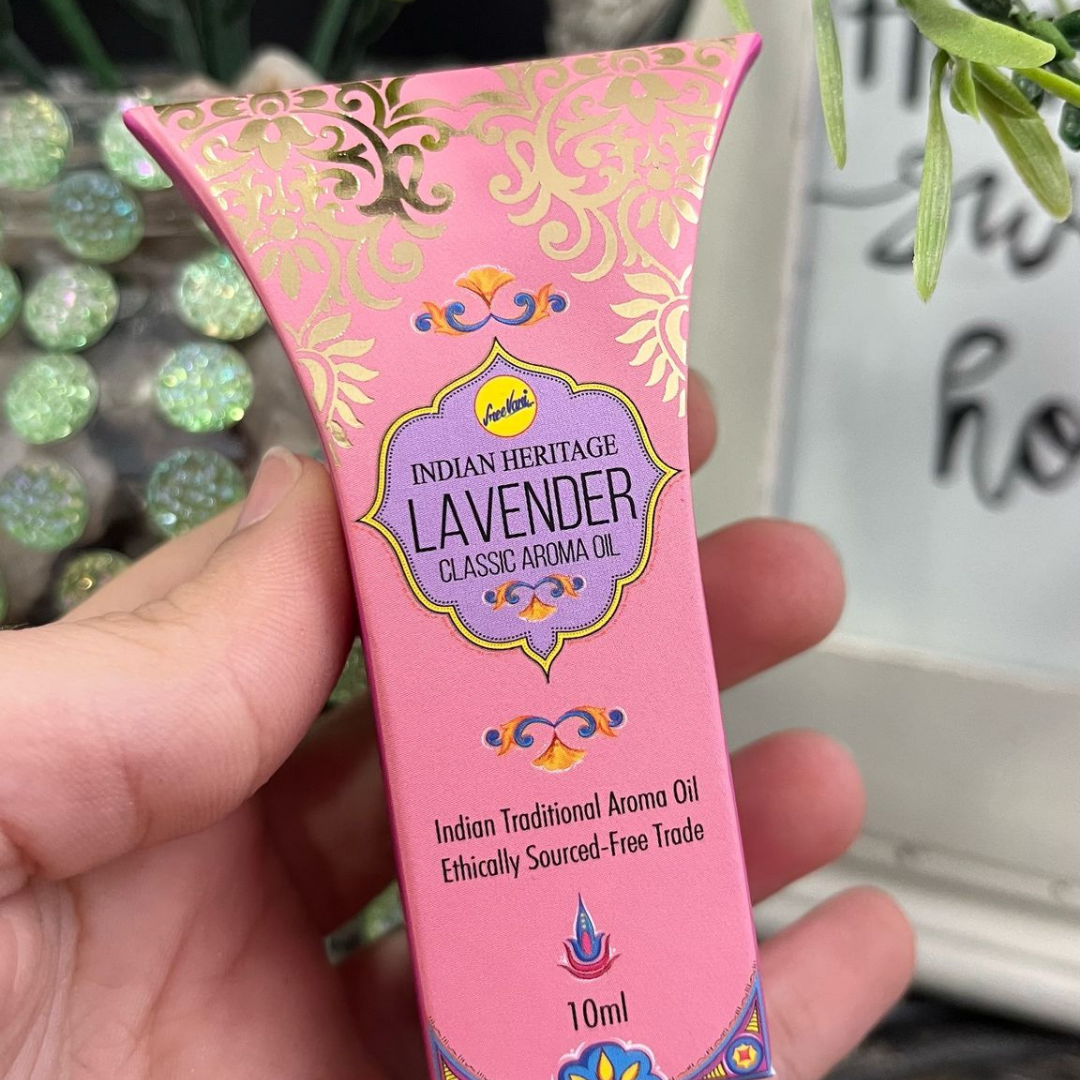 SreeVani
INDIAN HERITAGE
LAVENDER
CLASSIC AROMA OIL
Indian Traditional Aroma Oil
Ethically Sourced-Free Trade
10ml